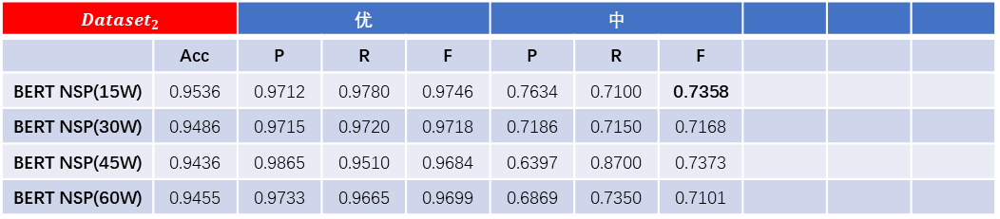 Dataset₂ 优 中
Acc P R F P R F
BERT NSP(15W) 0.9536 0.9712 0.9780 0.9746 0.7634 0.7100 0.7358
BERT NSP(30W) 0.9486 0.9715 0.9720 0.9718 0.7186 0.7150 0.7168
BERT NSP(45W) 0.9436 0.9865 0.9510 0.9684 0.6397 0.8700 0.7373
BERT NSP(60W) 0.9455 0.9733 0.9665 0.9699 0.6869 0.7350 0.7101